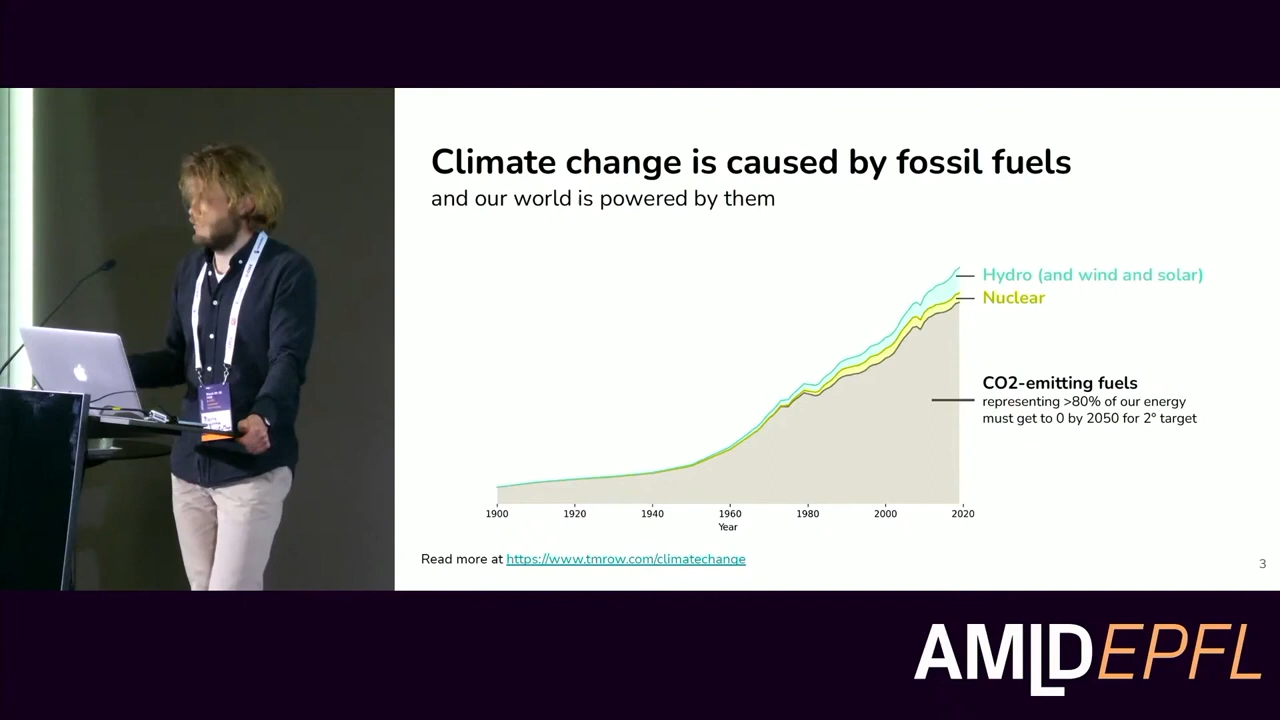 Climate change is caused by fossil fuels
and our world is powered by them
Hydro (and wind and solar)
Nuclear
CO2-emitting fuels
representing >80% of our energy
must get to 0 by 2050 for 2° target
1900 1920 1940 1960 1980 2000 2020
Year
Read more at https://www.tmrow.com/climatechange
3
AMLDEPFL